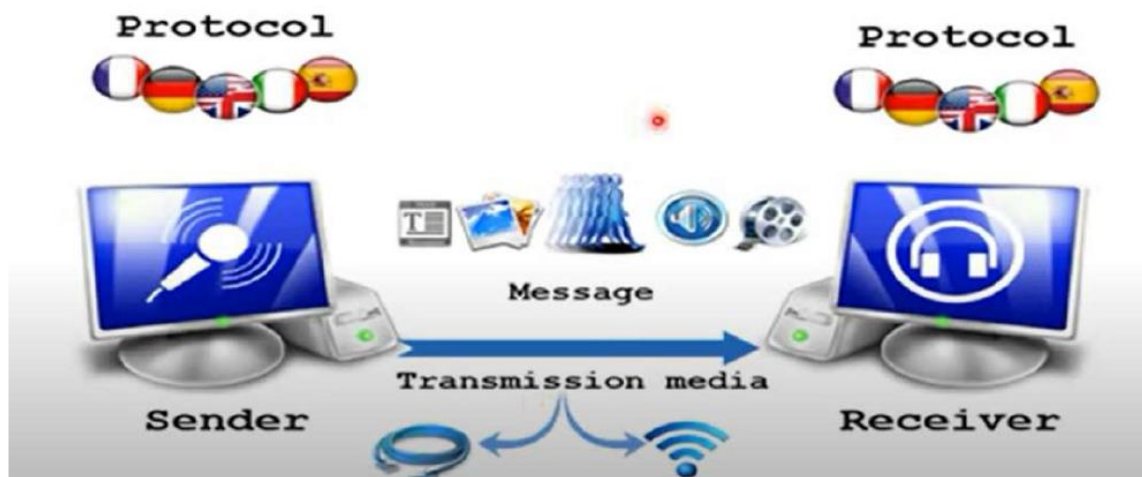 Protocol
Protocol
T
Message
Transmission media
Sender
Receiver